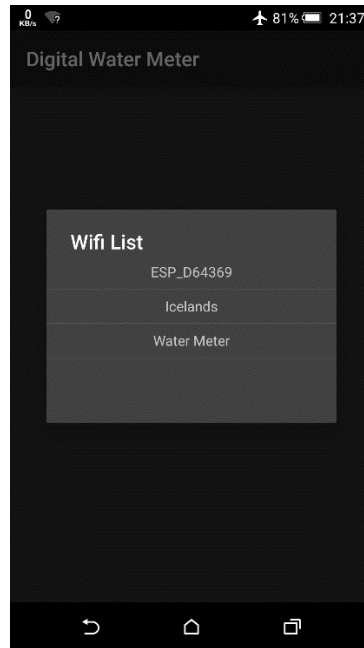 0
KB/s ? 81% 21:37
Digital Water Meter
Wifi List
ESP_D64369
Icelands
Water Meter